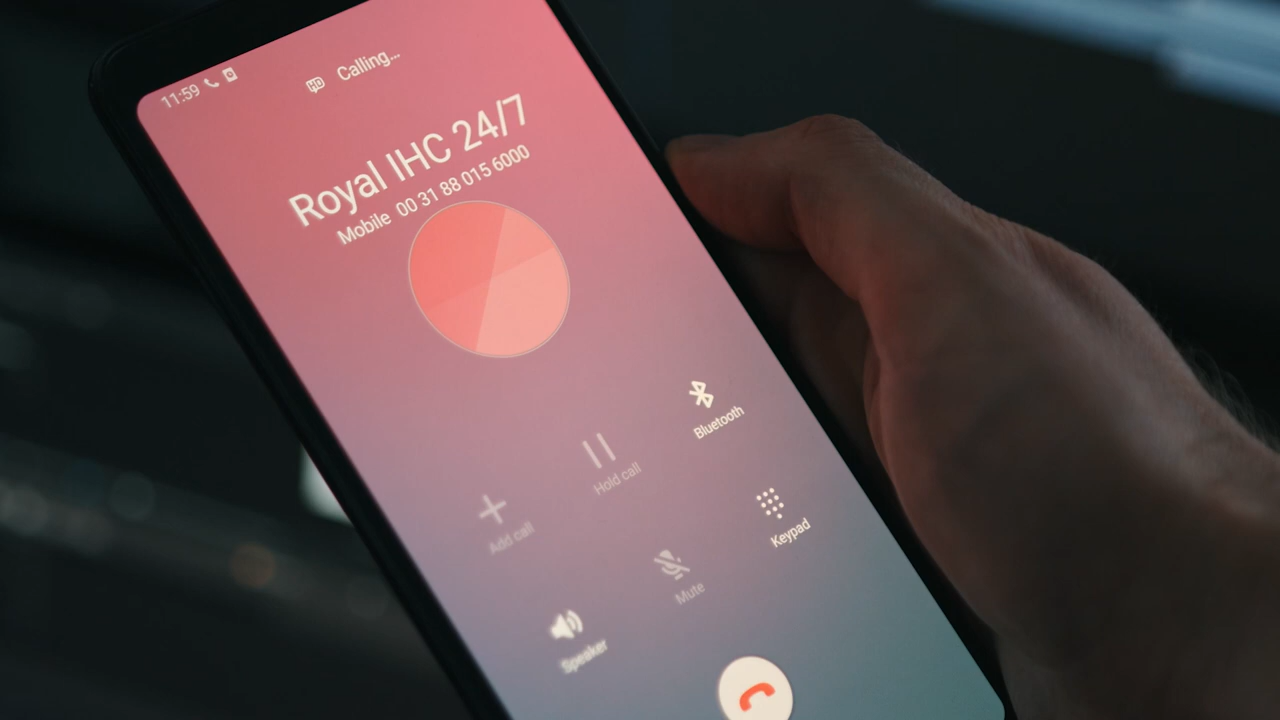 11:59
HD Calling...
Royal IHC 24/7
Mobile 00 31 88 015 6000
Bluetooth
Hold call
Add call
Keypad
Mute
Speaker